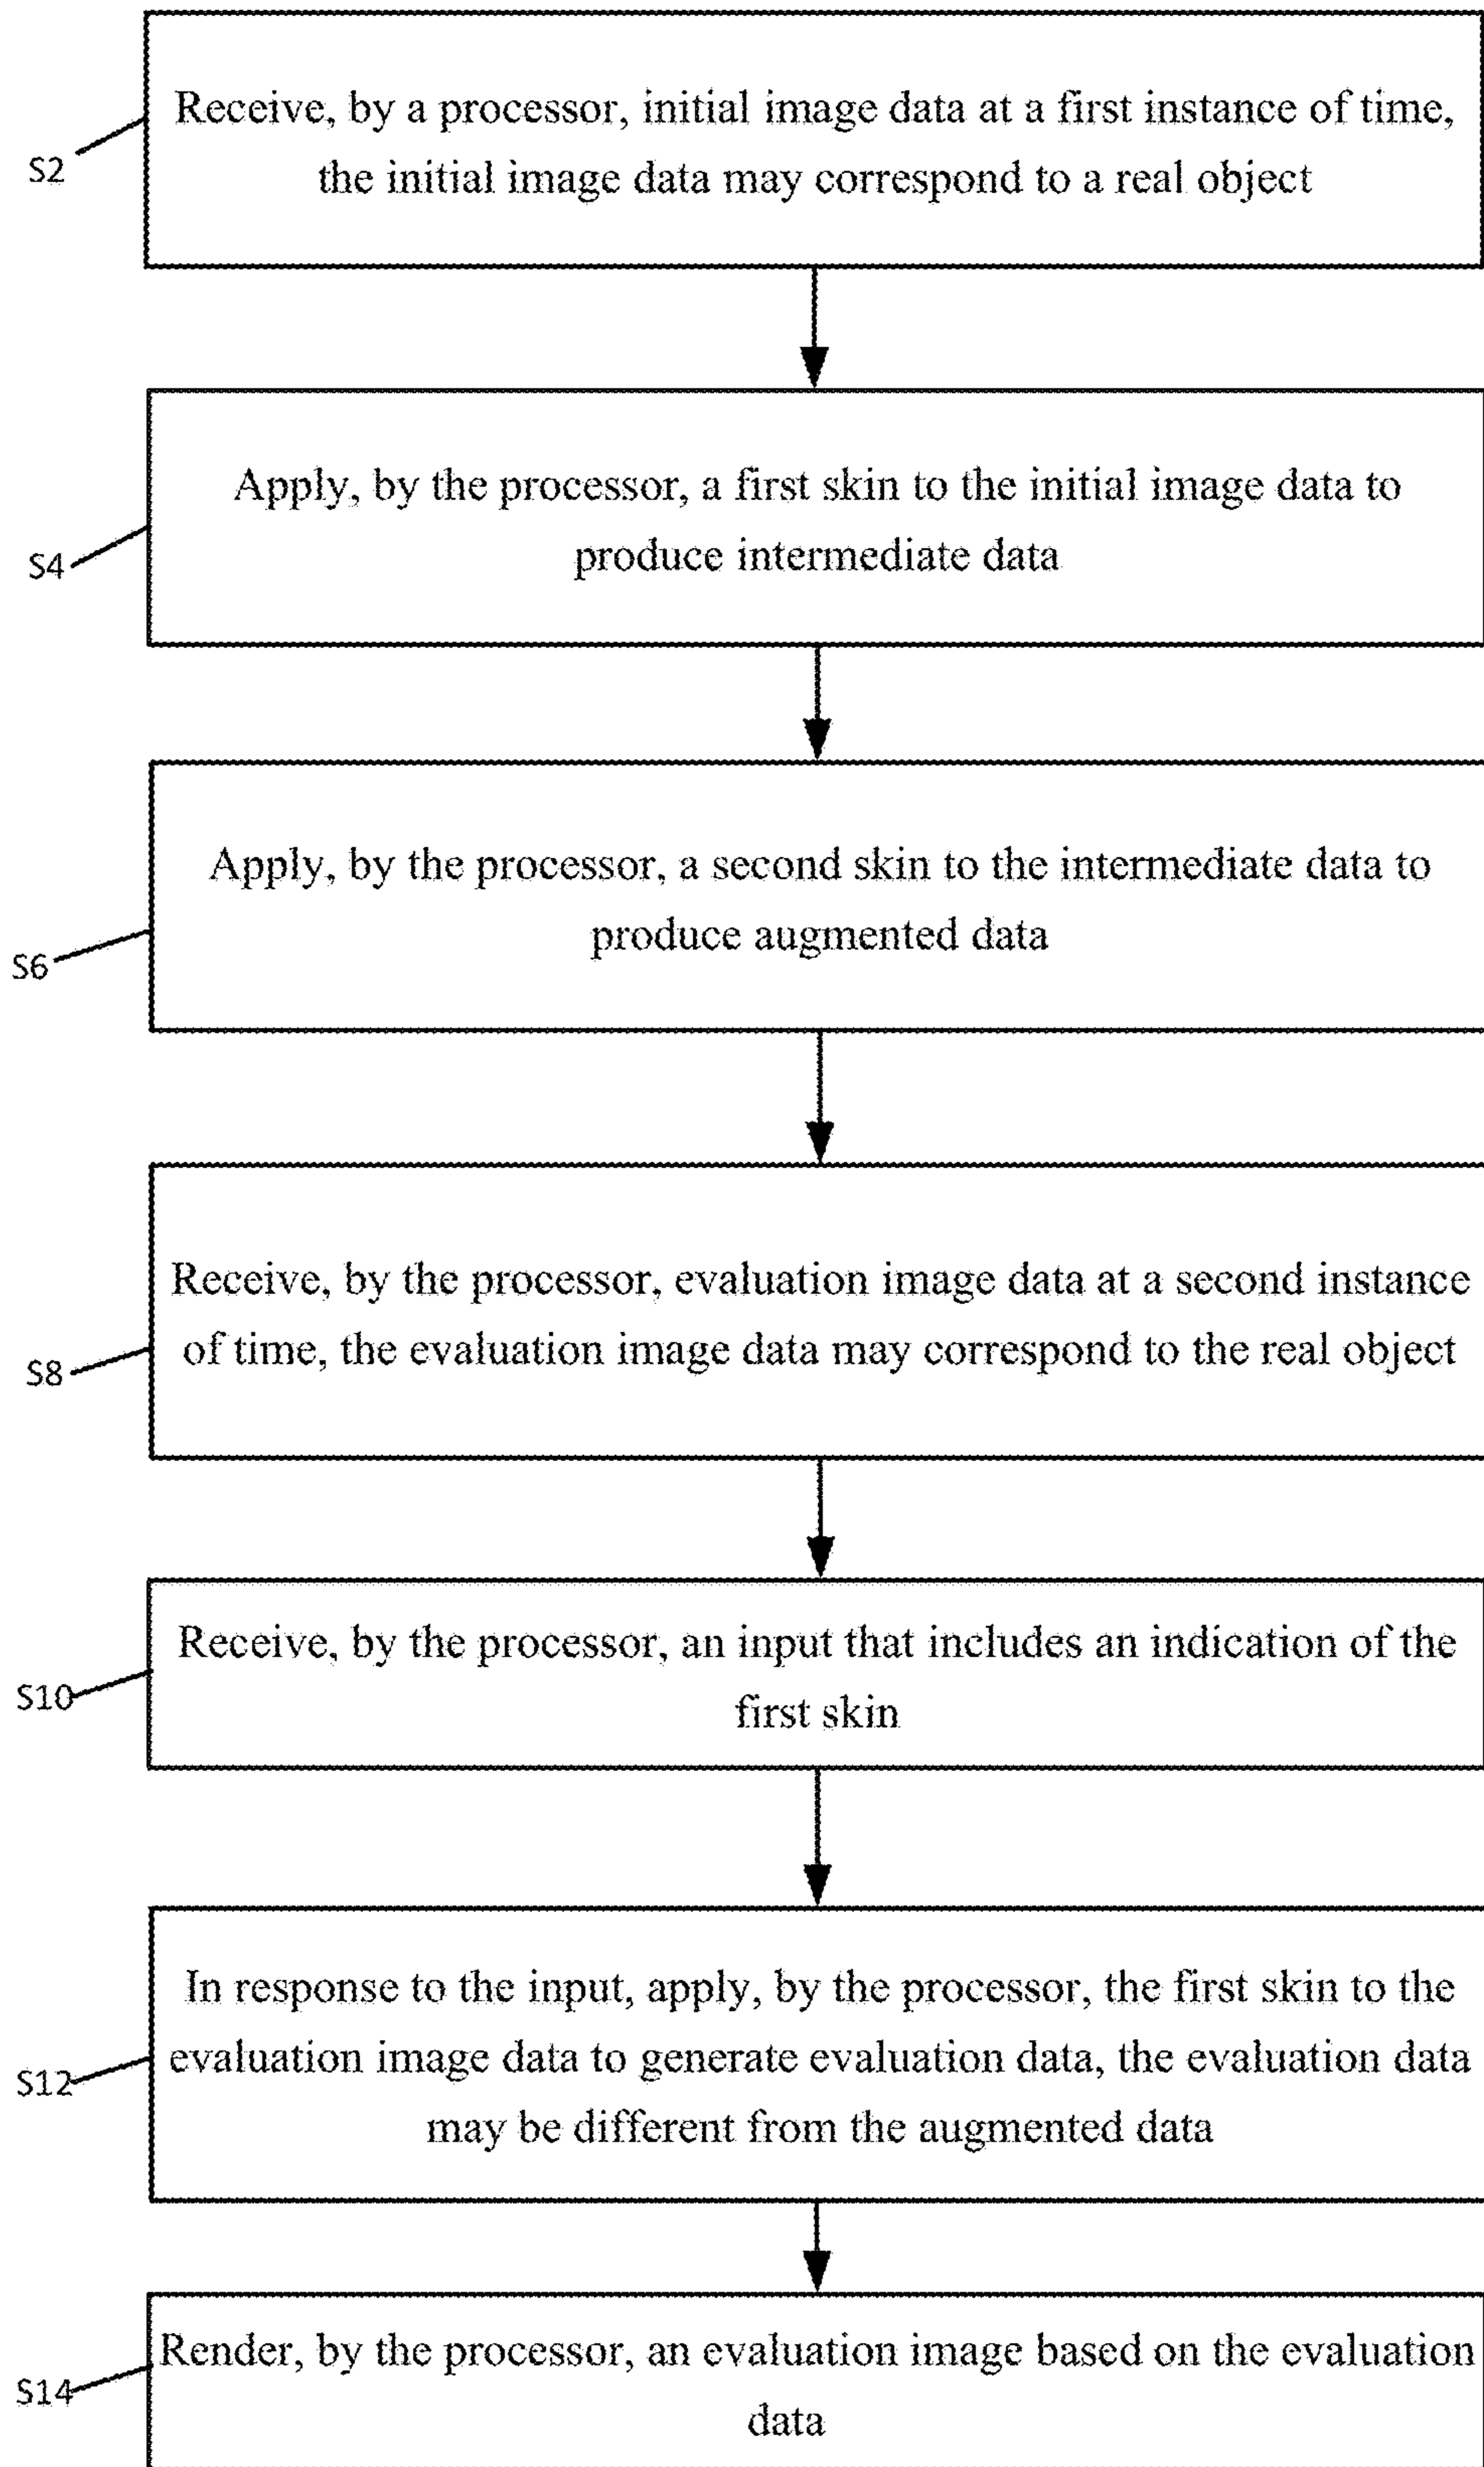 Receive, by a processor, initial image data at a first instance of time,
the initial image data may correspond to a real object
S2
Apply, by the processor, a first skin to the initial image data to
produce intermediate data
S4
Apply, by the processor, a second skin to the intermediate data to
produce augmented data
S6
Receive, by the processor, evaluation image data at a second instance
of time, the evaluation image data may correspond to the real object
S8
Receive, by the processor, an input that includes an indication of the
first skin
S10
In response to the input, apply, by the processor, the first skin to the
evaluation image data to generate evaluation data, the evaluation data
may be different from the augmented data
S12
Render, by the processor, an evaluation image based on the evaluation
data
S14